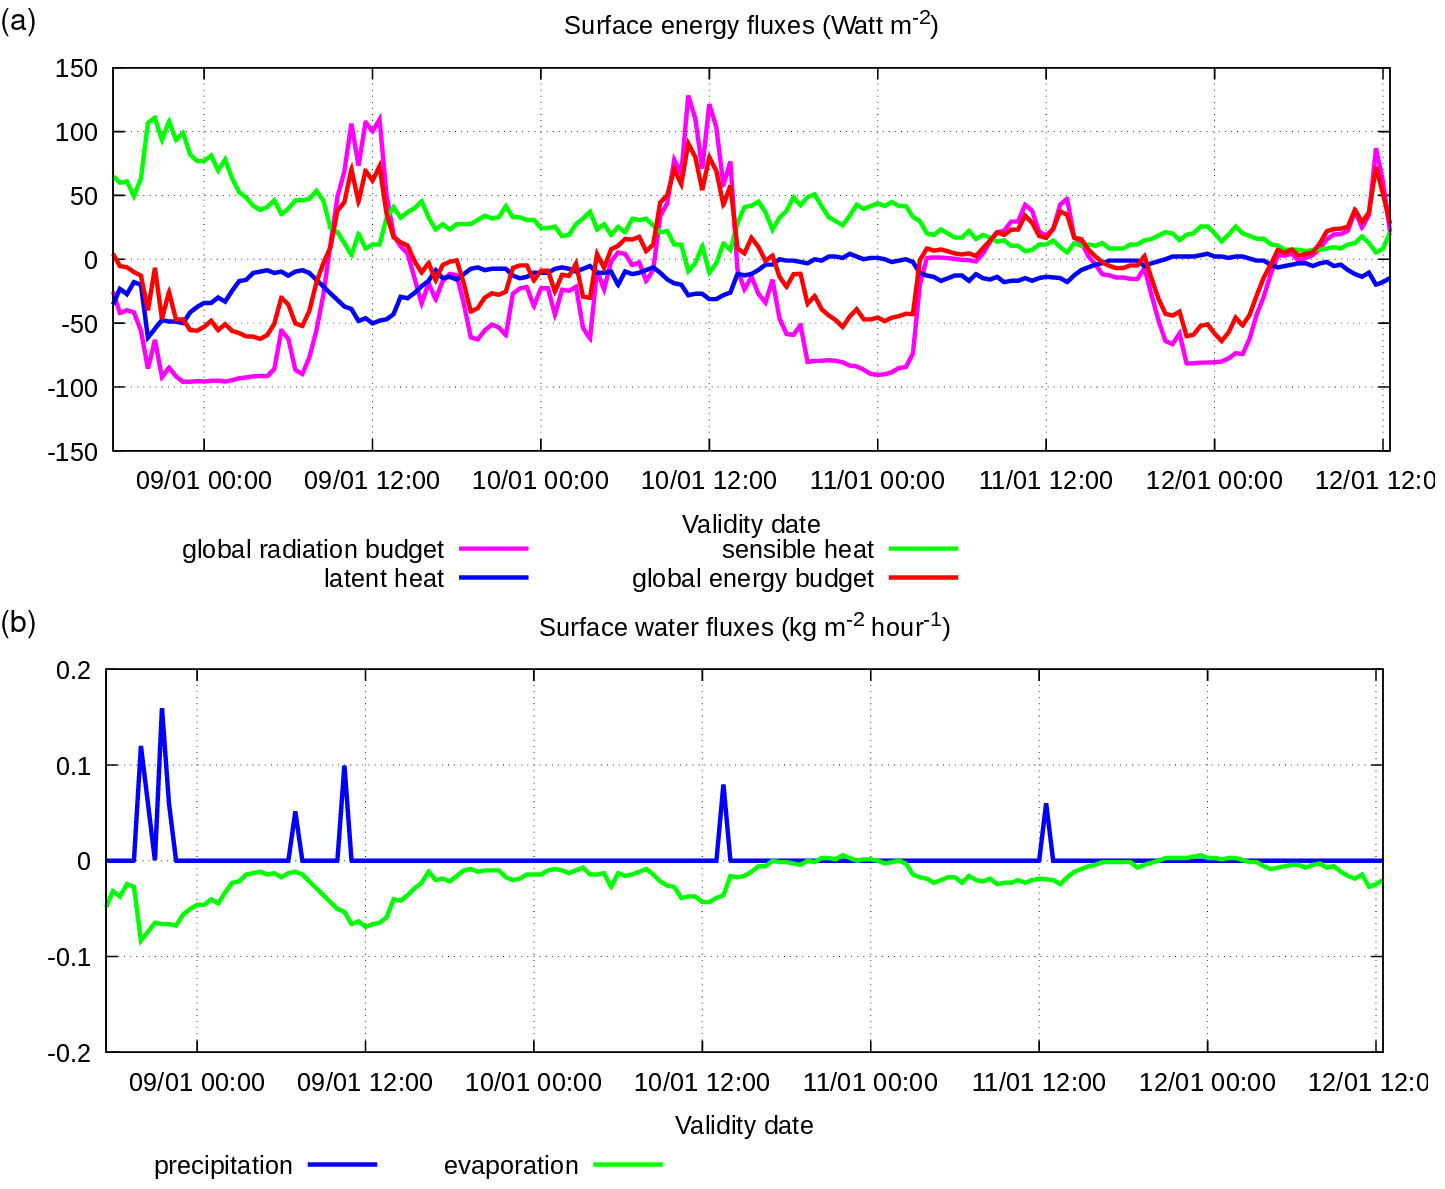 (a)
Surface energy fluxes (Watt m-2)
150
100
50
0
-50
-100
-150
09/01 00:00 09/01 12:00 10/01 00:00 10/01 12:00 11/01 00:00 11/01 12:00 12/01 00:00 12/01 12:0
Validity date
global radiation budget sensible heat
latent heat global energy budget
(b)
Surface water fluxes (kg m-2 hour-1)
0.2
0.1
0
-0.1
-0.2
09/01 00:00 09/01 12:00 10/01 00:00 10/01 12:00 11/01 00:00 11/01 12:00 12/01 00:00 12/01 12:0
Validity date
precipitation evaporation